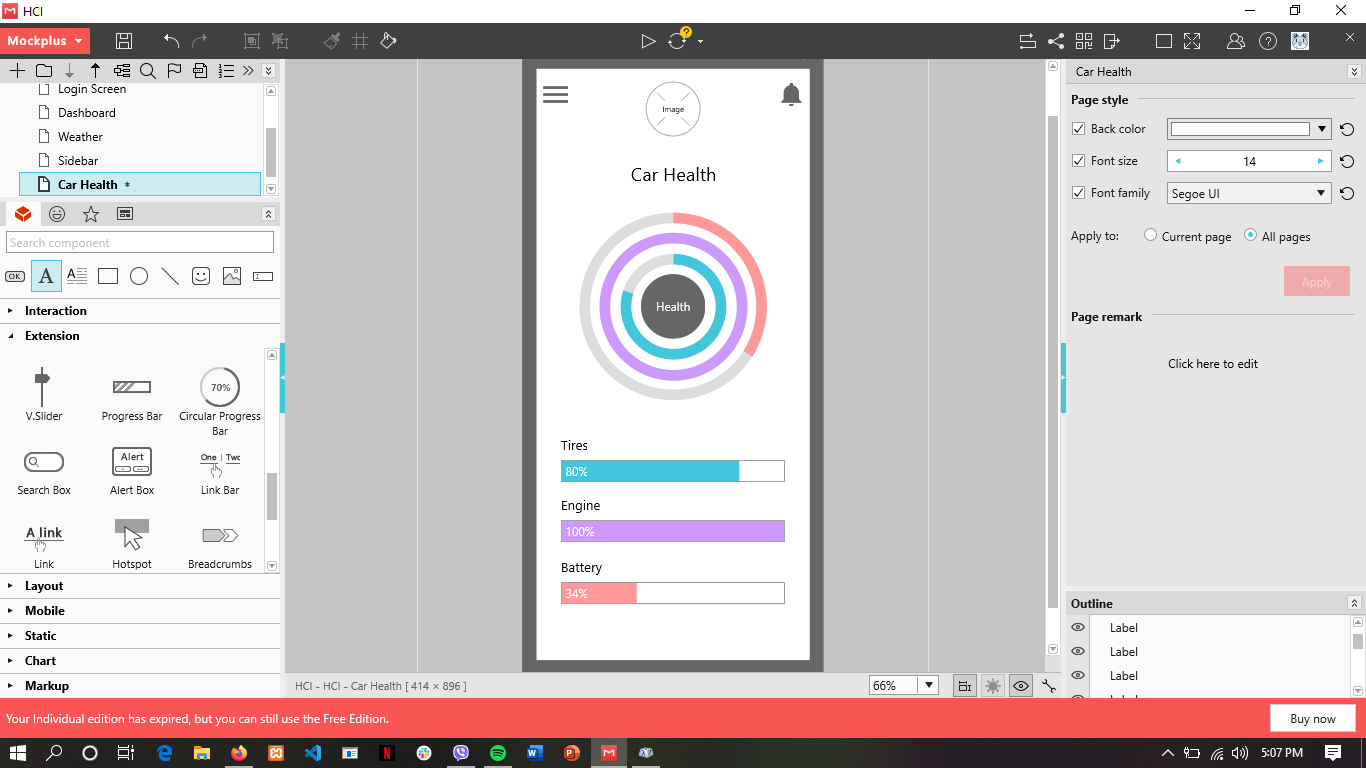 HCI
Mockplus
?
?
Login Screen
Dashboard
Weather
Sidebar
Car Health *
Search component
OK
A
A
Interaction
Extension
V.Slider
Progress Bar
70%
Circular Progress
Bar
Search Box
Alert
Alert Box
One | Two
Link Bar
A link
Link
Hotspot
Breadcrumbs
Layout
Mobile
Static
Chart
Markup
Image
Car Health
Health
Tires
80%
Engine
100%
Battery
34%
HCI - HCI - Car Health [ 414 × 896 ]
66%
Car Health
Page style
Back color
Font size
14
Font family
Segoe UI
Apply to:
Current page
All pages
Apply
Page remark
Click here to edit
Outline
Label
Label
Label
Your Individual edition has expired, but you can still use the Free Edition.
Buy now
5:07 PM